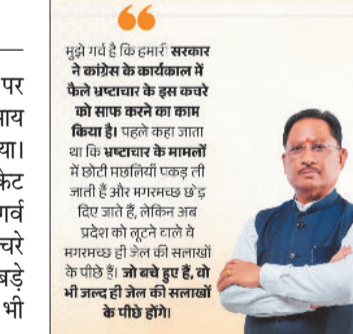 पर
ाय
या।
केट
गर्व
चरे
बड़े
भी
मुझे गर्व है कि हमारी सरकार
ने कांग्रेस के कार्यकाल में
फैले भ्रष्टाचार के इस कचरे
को साफ करने का काम
किया है। पहले कहा जाता
था कि भ्रष्टाचार के मामलों
में छोटी मछलियाँ पकड़ ली
जाती हैं और मगरमच्छ छोड़
दिए जाते हैं, लेकिन अब
प्रदेश को लूटने वाले वे
मगरमच्छ ही जेल की सलाखों
के पीछे हैं। जो बचे हुए हैं, वो
भी जल्द ही जेल की सलाखों
के पीछे होंगे।